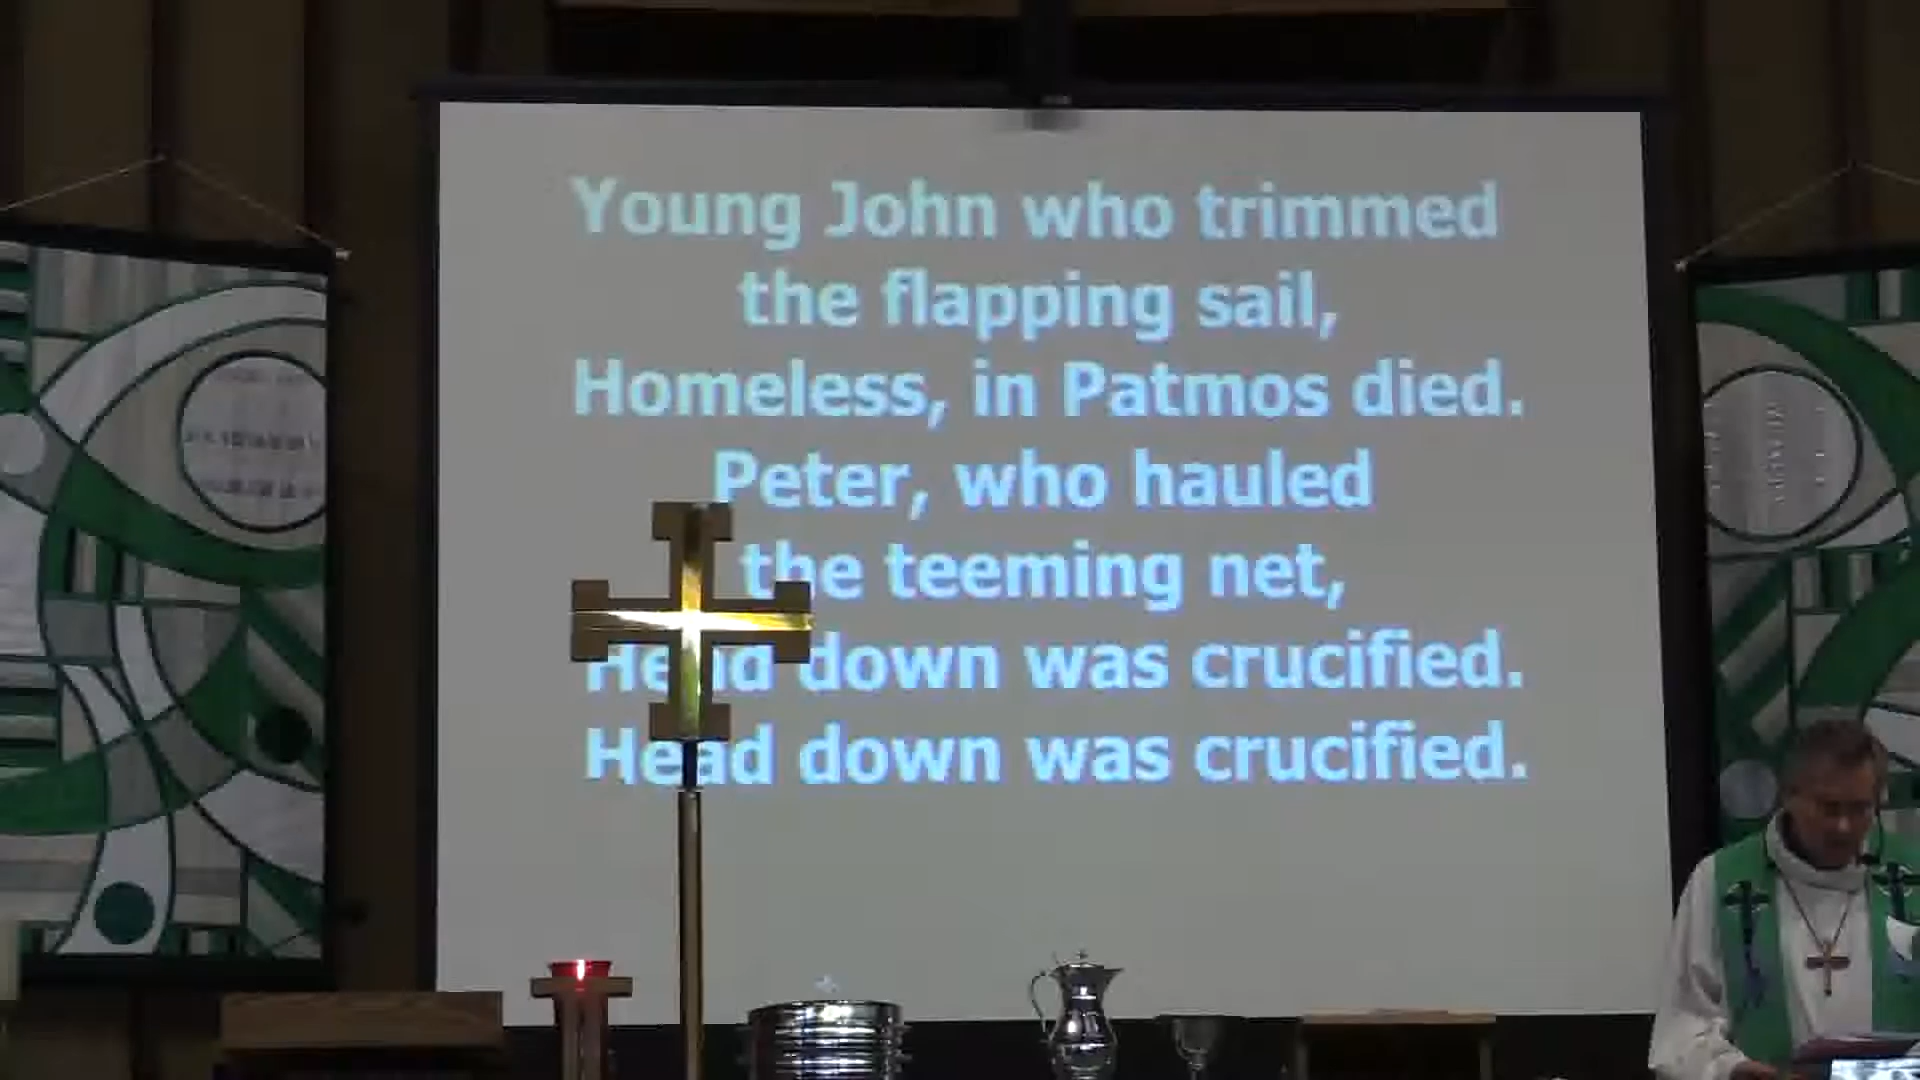 Young John who trimmed
the flapping sail,
Homeless, in Patmos died.
Peter, who hauled
the teeming net,
Head down was crucified.
Head down was crucified.